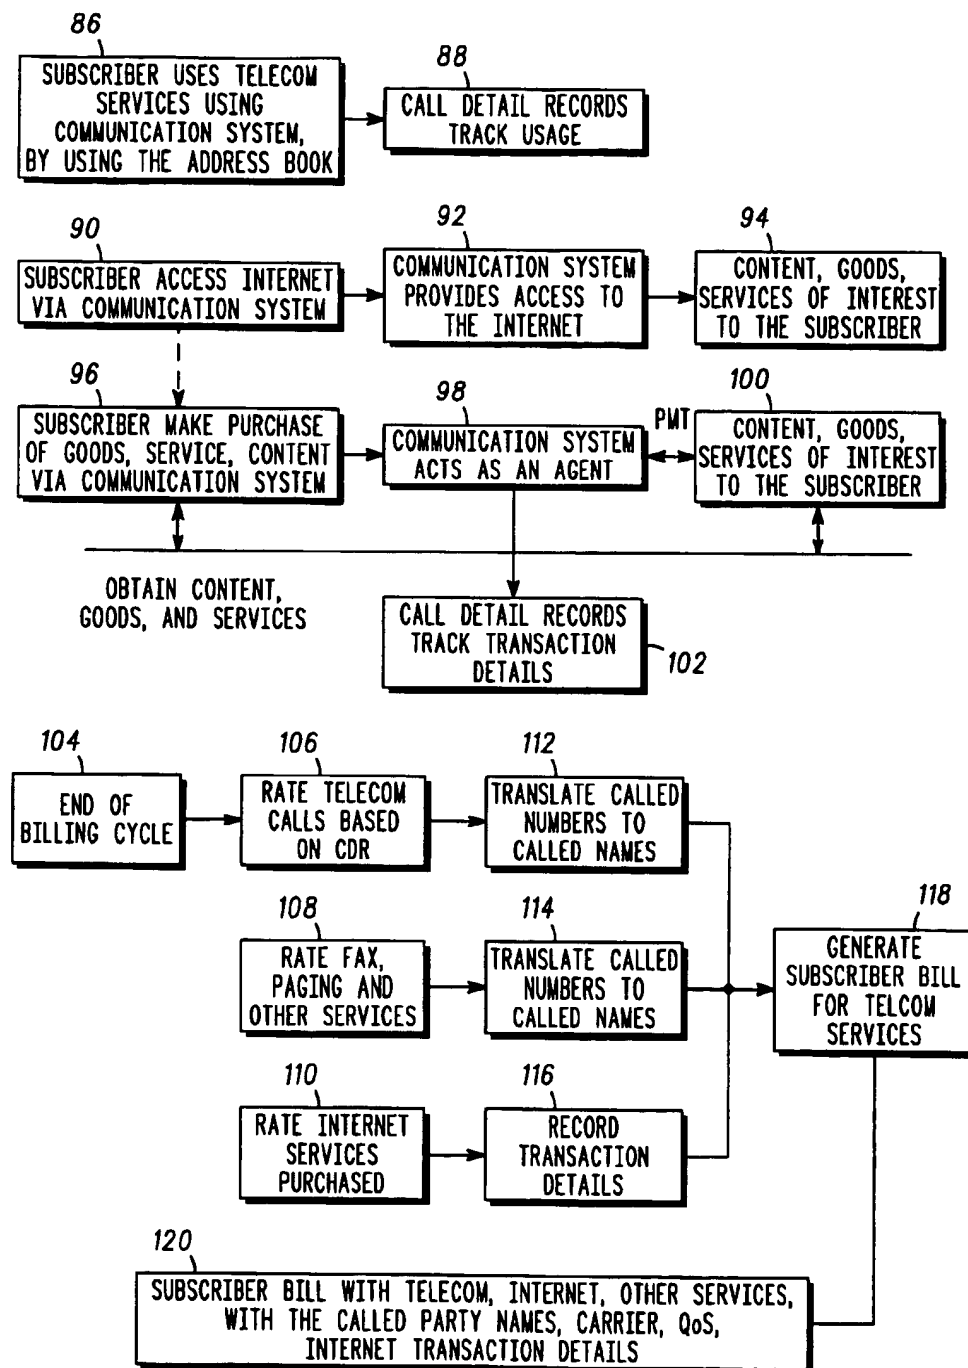 86
SUBSCRIBER USES TELECOM
SERVICES USING
COMMUNICATION SYSTEM,
BY USING THE ADDRESS BOOK
88
CALL DETAIL RECORDS
TRACK USAGE
90
SUBSCRIBER ACCESS INTERNET
VIA COMMUNICATION SYSTEM
92
COMMUNICATION SYSTEM
PROVIDES ACCESS TO
THE INTERNET
94
CONTENT, GOODS,
SERVICES OF INTEREST
TO THE SUBSCRIBER
96
SUBSCRIBER MAKE PURCHASE
OF GOODS, SERVICE, CONTENT
VIA COMMUNICATION SYSTEM
98
COMMUNICATION SYSTEM
ACTS AS AN AGENT
PMT
100
CONTENT, GOODS,
SERVICES OF INTEREST
TO THE SUBSCRIBER
OBTAIN CONTENT,
GOODS, AND SERVICES
CALL DETAIL RECORDS
TRACK TRANSACTION
DETAILS
102
104
END OF
BILLING CYCLE
106
RATE TELECOM
CALLS BASED
ON CDR
112
TRANSLATE CALLED
NUMBERS TO
CALLED NAMES
108
RATE FAX,
PAGING AND
OTHER SERVICES
114
TRANSLATE CALLED
NUMBERS TO
CALLED NAMES
118
GENERATE
SUBSCRIBER BILL
FOR TELCOM
SERVICES
110
RATE INTERNET
SERVICES
PURCHASED
116
RECORD
TRANSACTION
DETAILS
120
SUBSCRIBER BILL WITH TELECOM, INTERNET, OTHER SERVICES,
WITH THE CALLED PARTY NAMES, CARRIER, QoS,
INTERNET TRANSACTION DETAILS